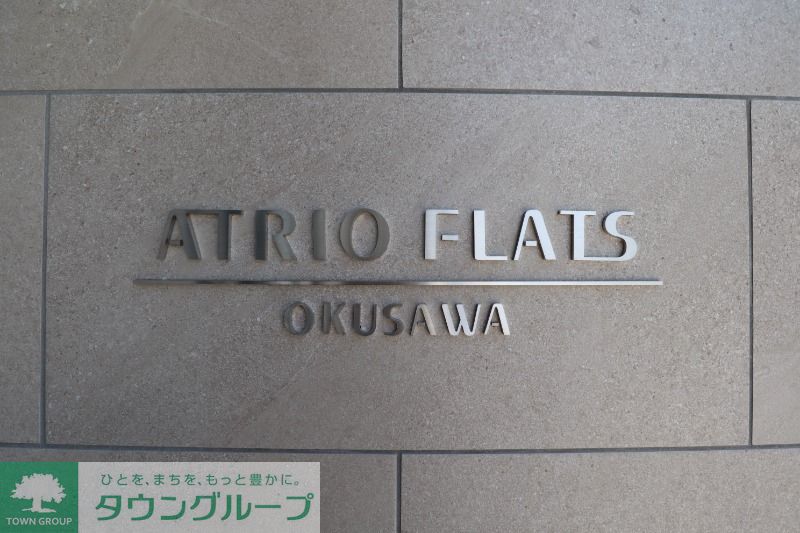 ATRIO FLATS
OKUSAWA
ひとを、まちを、もっと豊かに。
タウングループ
TOWN GROUP